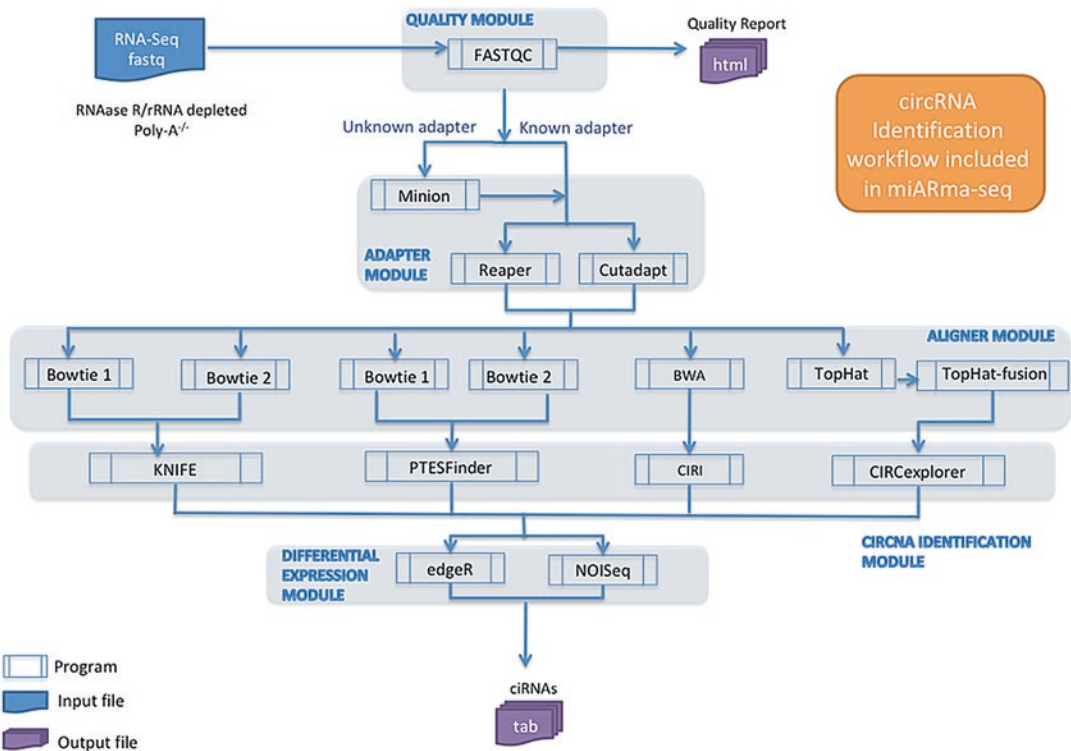 QUALITY MODULE
RNA-Seq
fastq
FASTQC
Quality Report
html
RNAase R/rRNA depleted
Poly-A-/-
circRNA
Identification
workflow included
in miARma-seq
Unknown adapter
Known adapter
Minion
ADAPTER
MODULE
Reaper
Cutadapt
ALIGNER MODULE
Bowtie 1
Bowtie 2
Bowtie 1
Bowtie 2
BWA
TopHat
TopHat-fusion
KNIFE
PTESFinder
CIRI
CIRCexplorer
CIRCNA IDENTIFICATION
MODULE
DIFFERENTIAL
EXPRESSION
MODULE
edgeR
NOISeq
Program
Input file
Output file
ciRNAs
tab